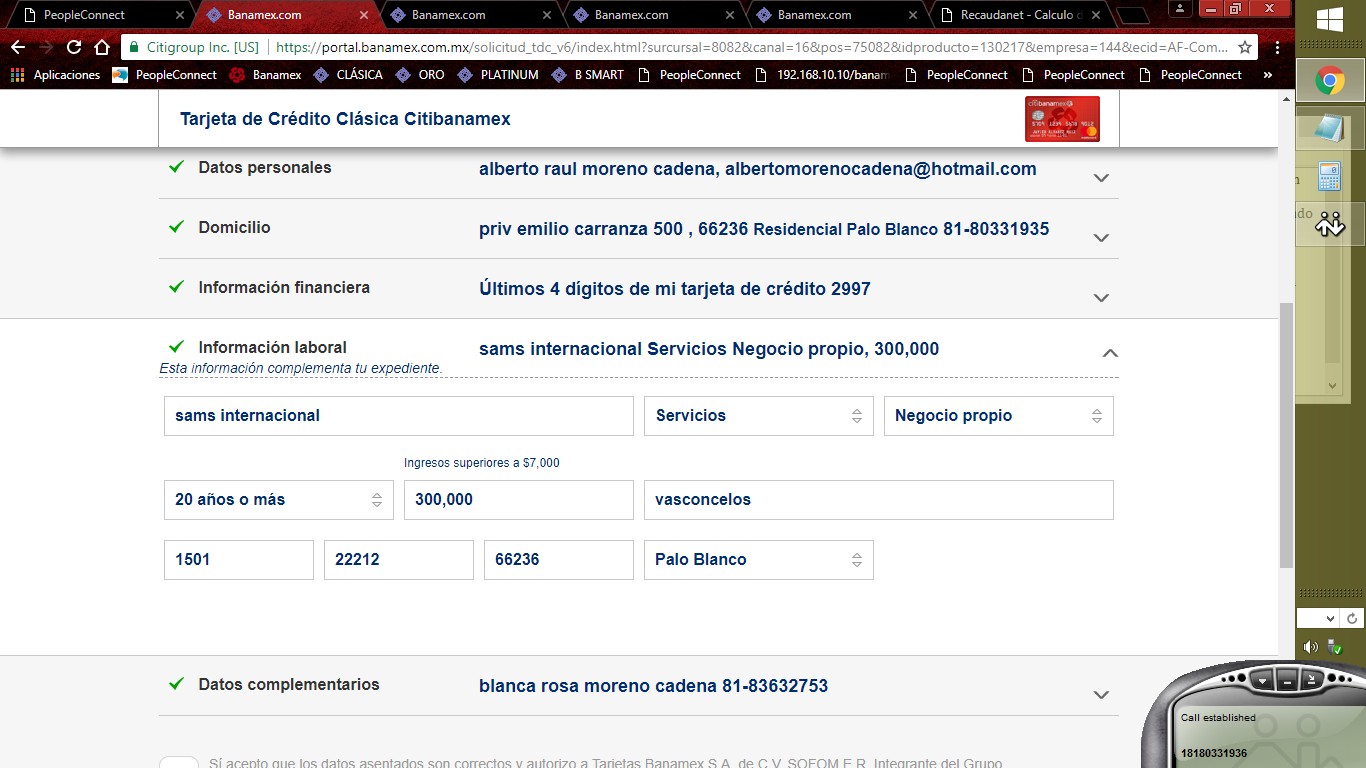 PeopleConnect
Banamex.com
Banamex.com
Banamex.com
Banamex.com
Recaudanet - Calculo
Citigroup Inc. [US]
https://portal.banamex.com.mx/solicitud_tdc_v6/index.html?surcursal=8082&canal=16&pos=75082&idproducto=130217&empresa=144&ecid=AF-Com...
Aplicaciones
PeopleConnect
Banamex
CLÁSICA
ORO
PLATINUM
B SMART
PeopleConnect
192.168.10.10/banam
PeopleConnect
PeopleConnect
PeopleConnect
»
Tarjeta de Crédito Clásica Citibanamex
citibanamex
Datos personales
alberto raul moreno cadena, albertomorenocadena@hotmail.com
Domicilio
priv emilio carranza 500 , 66236 Residencial Palo Blanco 81-80331935
Información financiera
Últimos 4 dígitos de mi tarjeta de crédito 2997
Información laboral
sams internacional Servicios Negocio propio, 300,000
Esta información complementa tu expediente.
sams internacional
Servicios
Negocio propio
Ingresos superiores a $7,000
20 años o más
300,000
vasconcelos
1501
22212
66236
Palo Blanco
Datos complementarios
blanca rosa moreno cadena 81-83632753
Sí acepto que los datos asentados son correctos y autorizo a Tarjetas Banamex S.A. de C.V. SOFOM E.R. Integrante del Grupo
Call established
18180331936